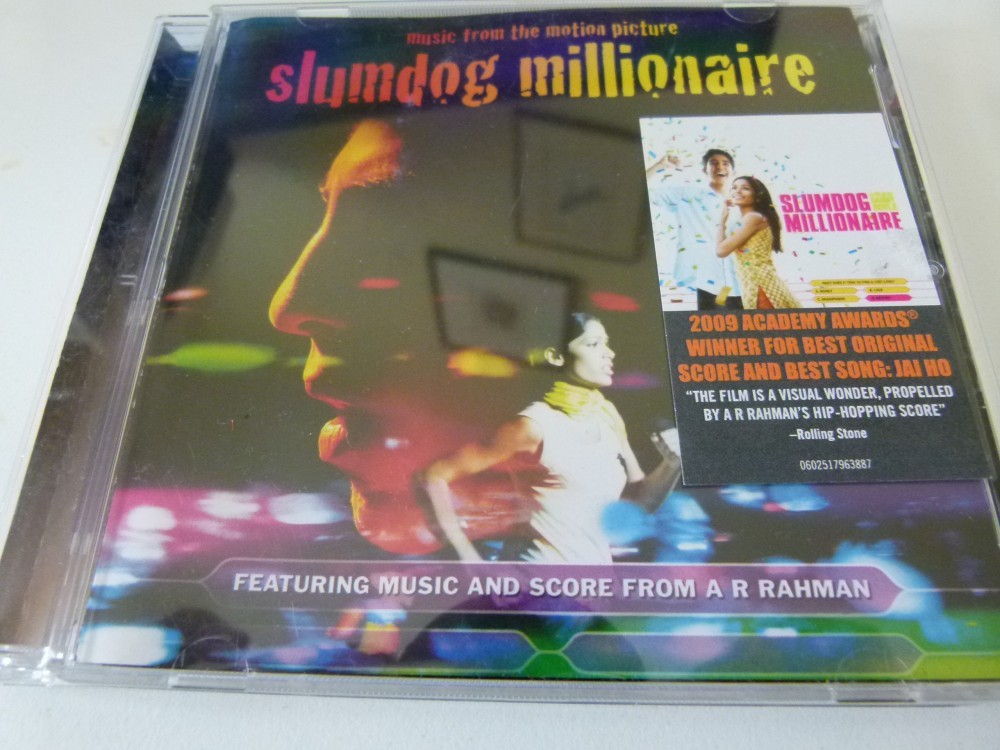 music from the motion picture
slumdog millionaire
SLUMDOG
MILLIONAIRE
2009 ACADEMY AWARDS®
WINNER FOR BEST ORIGINAL
SCORE AND BEST SONG: JAI HO
“THE FILM IS A VISUAL WONDER, PROPELLED
BY A R RAHMAN’S HIP-HOPPING SCORE”
–Rolling Stone
0602517963887
FEATURING MUSIC AND SCORE FROM A R RAHMAN